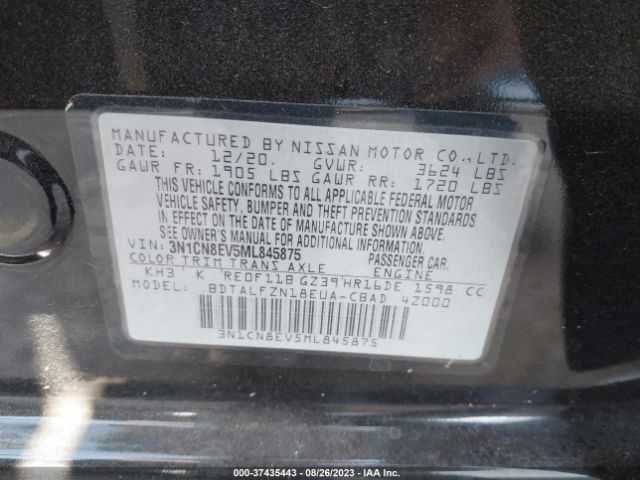 MANUFACTURED BY NISSAN MOTOR CO.,LTD.
DATE: 12/20. GVWR: 3624 LBS
GAWR FR: 1905 LBS GAWR RR: 1720 LBS
THIS VEHICLE CONFORMS TO ALL APPLICABLE FEDERAL MOTOR
VEHICLE SAFETY, BUMPER AND THEFT PREVENTION STANDARDS
IN EFFECT ON THE DATE OF MANUFACTURE SHOWN ABOVE.
SEE OWNER'S MANUAL FOR ADDITIONAL INFORMATION.
VIN: 3N1CN8EV5ML845875 PASSENGER CAR
COLOR TRIM TRANS AXLE ENGINE
KH3 K RE0F11B GZ39 HR16DE 1598 CC
MODEL: BDTALFZN18EUA-CBAD 42000
3N1CN8EV5ML845875
000-37435443 - 08/26/2023 - IAA Inc.